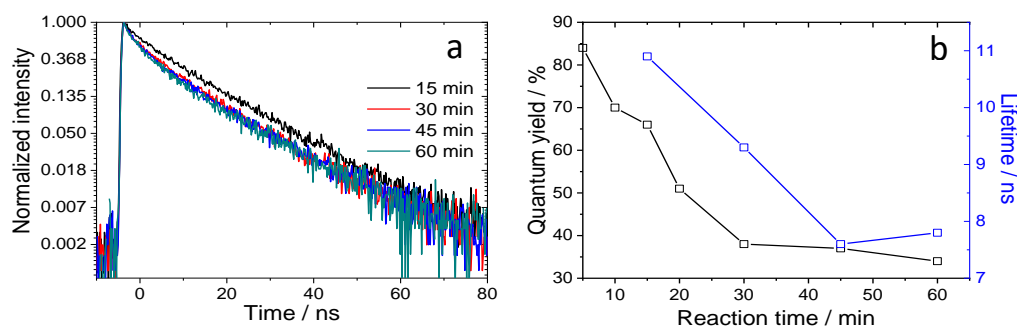 a
Normalized intensity
1.000
0.368
0.135
0.050
0.018
0.007
0.002
15 min
30 min
45 min
60 min
0 20 40 60 80
Time / ns
b
Quantum yield / %
90
80
70
60
50
40
30
10 20 30 40 50 60
Reaction time / min
11
10
9
8
7
Lifetime / ns